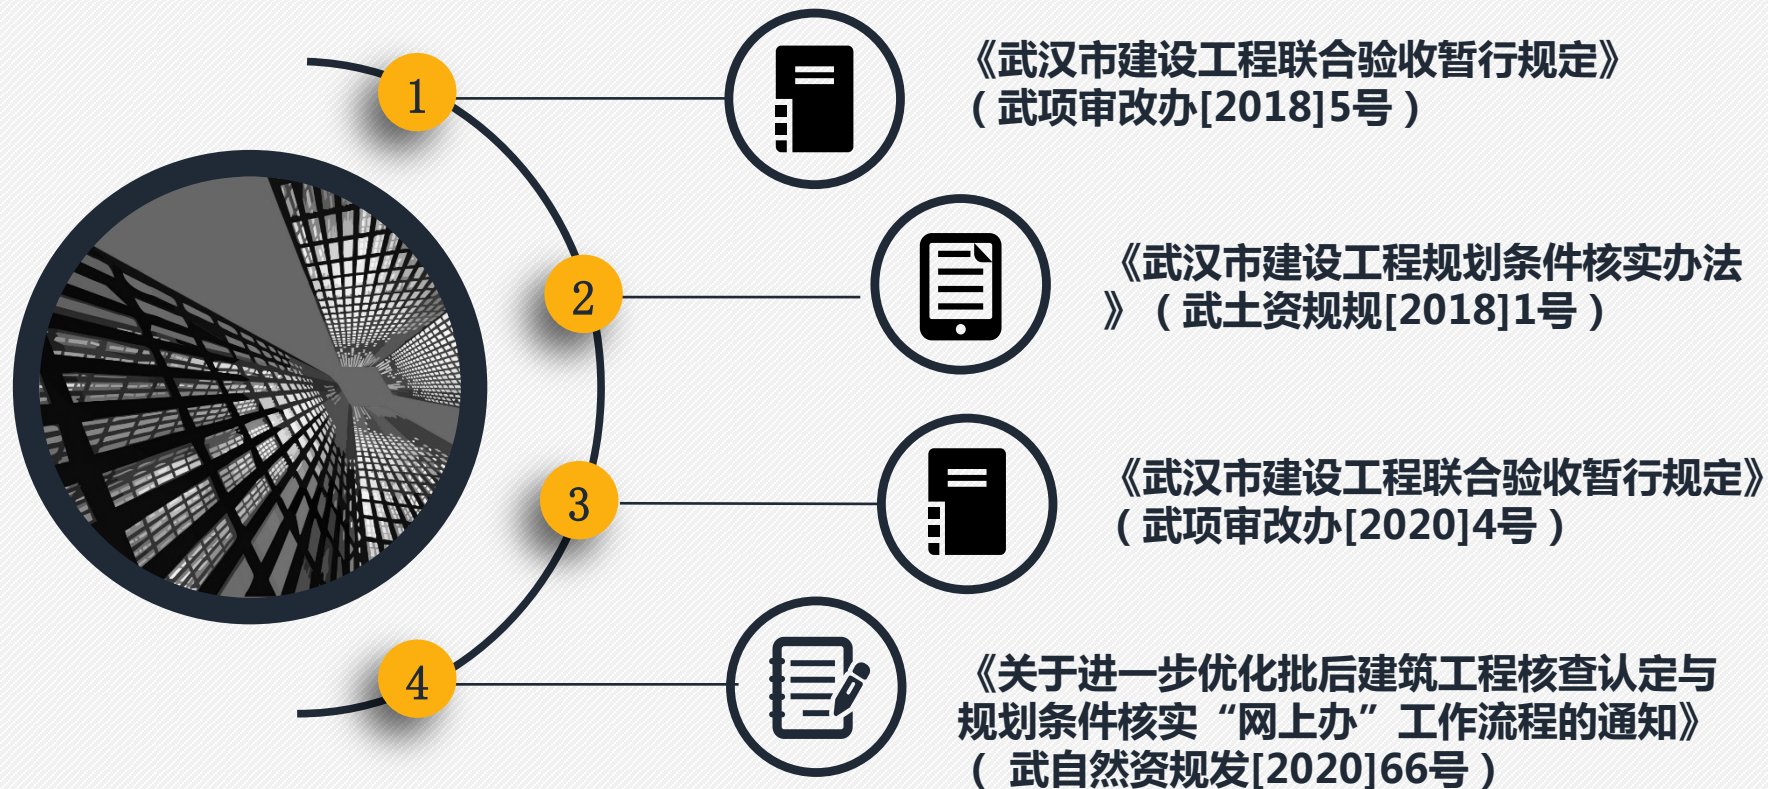 1
《武汉市建设工程联合验收暂行规定》
（武项审改办[2018]5号）
2
《武汉市建设工程规划条件核实办法
》（武土资规规[2018]1号）
3
《武汉市建设工程联合验收暂行规定》
（武项审改办[2020]4号）
4
《关于进一步优化批后建筑工程核查认定与
规划条件核实“网上办”工作流程的通知》
（ 武自然资规发[2020]66号）